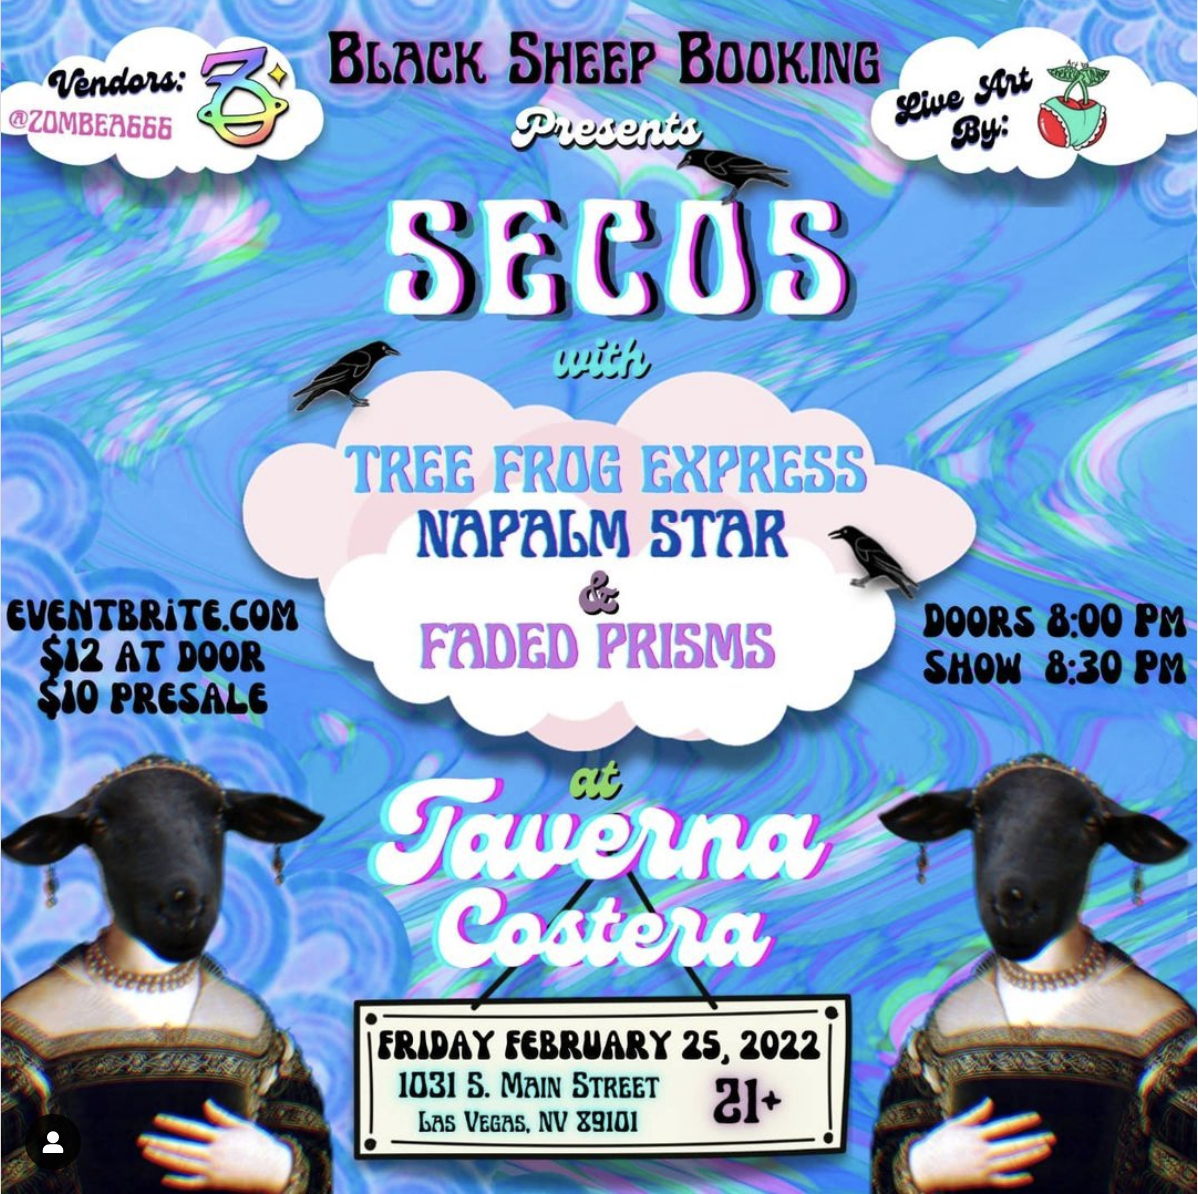 Vendors:
@ZOMBEA666
BLACK SHEEP BOOKING
Presents
Live Art
By:
SECOS
with
TREE FROG EXPRESS
NAPALM STAR
&
FADED PRISMS
EVENTBRITE.COM
$12 AT DOOR
$10 PRESALE
DOORS 8:00 PM
SHOW 8:30 PM
at
Taverna
Costera
FRIDAY FEBRUARY 25, 2022
1031 S. MAIN STREET
LAS VEGAS, NV 89101
21+